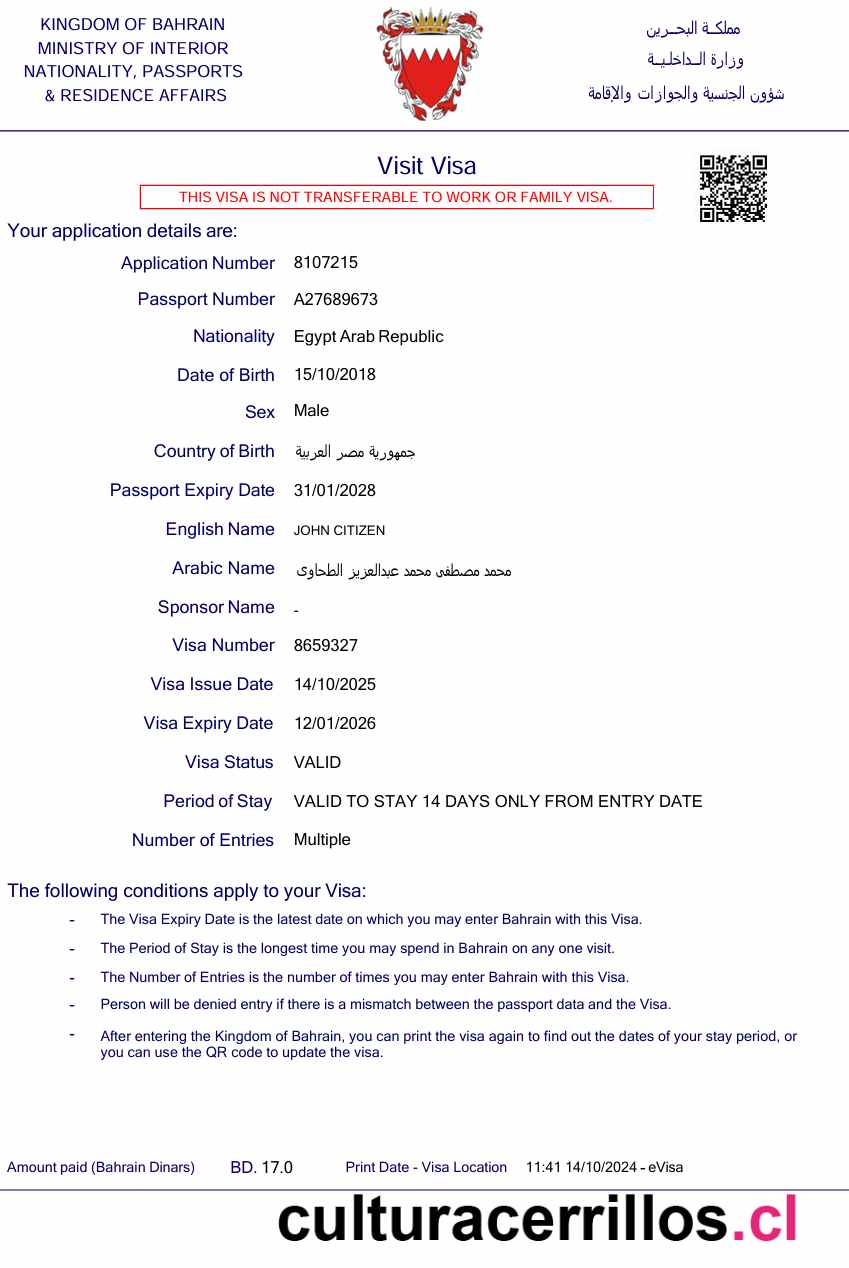 KINGDOM OF BAHRAIN
MINISTRY OF INTERIOR
NATIONALITY, PASSPORTS
& RESIDENCE AFFAIRS
مملكــة البحــرين
وزارة الــداخلـيــة
شؤون الجنسية والجوازات والإقامة
Visit Visa
THIS VISA IS NOT TRANSFERABLE TO WORK OR FAMILY VISA.
Your application details are:
Application Number 8107215
Passport Number A27689673
Nationality Egypt Arab Republic
Date of Birth 15/10/2018
Sex Male
Country of Birth جمهورية مصر العربية
Passport Expiry Date 31/01/2028
English Name JOHN CITIZEN
Arabic Name محمد مصطفى محمد عبدالعزيز الطحاوى
Sponsor Name -
Visa Number 8659327
Visa Issue Date 14/10/2025
Visa Expiry Date 12/01/2026
Visa Status VALID
Period of Stay VALID TO STAY 14 DAYS ONLY FROM ENTRY DATE
Number of Entries Multiple
The following conditions apply to your Visa:
- The Visa Expiry Date is the latest date on which you may enter Bahrain with this Visa.
- The Period of Stay is the longest time you may spend in Bahrain on any one visit.
- The Number of Entries is the number of times you may enter Bahrain with this Visa.
- Person will be denied entry if there is a mismatch between the passport data and the Visa.
- After entering the Kingdom of Bahrain, you can print the visa again to find out the dates of your stay period, or
you can use the QR code to update the visa.
Amount paid (Bahrain Dinars) BD. 17.0 Print Date - Visa Location 11:41 14/10/2024 - eVisa
culturacerrillos.cl